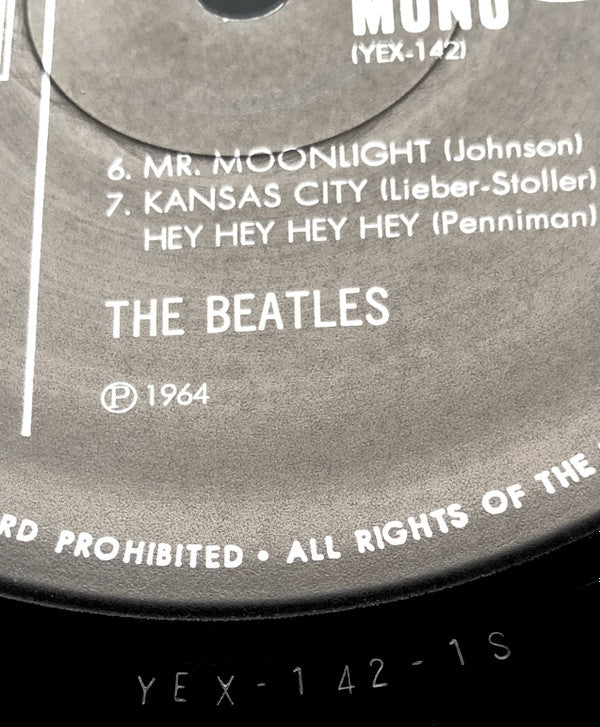 MONO
(YEX-142)
6. MR. MOONLIGHT (Johnson)
7. KANSAS CITY (Lieber-Stoller)
HEY HEY HEY HEY (Penniman)
THE BEATLES
℗ 1964
RD PROHIBITED • ALL RIGHTS OF THE
YEX-142-1S